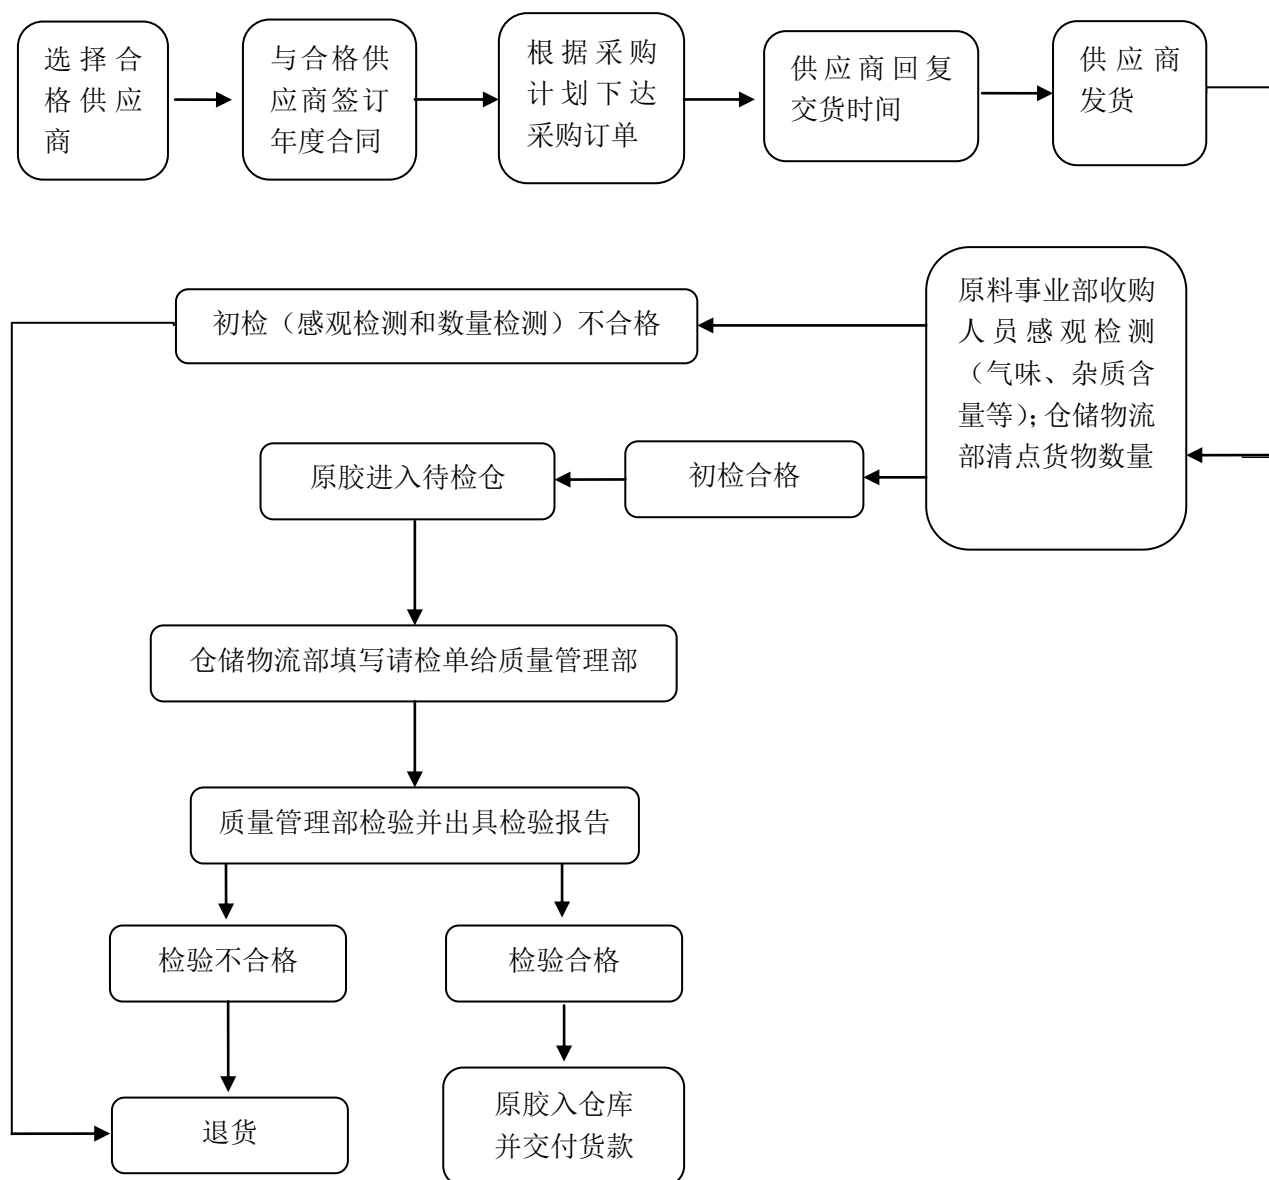 选择合
格供应
商
与合格供
应商签订
年度合同
根据采购
计划下达
采购订单
供应商回复
交货时间
供应商
发货
原料事业部收购
人员感观检测
（气味、杂质含
量等）；仓储物流
部清点货物数量
初检（感观检测和数量检测）不合格
初检合格
原胶进入待检仓
仓储物流部填写请检单给质量管理部
质量管理部检验并出具检验报告
检验不合格
检验合格
退货
原胶入仓库
并交付货款